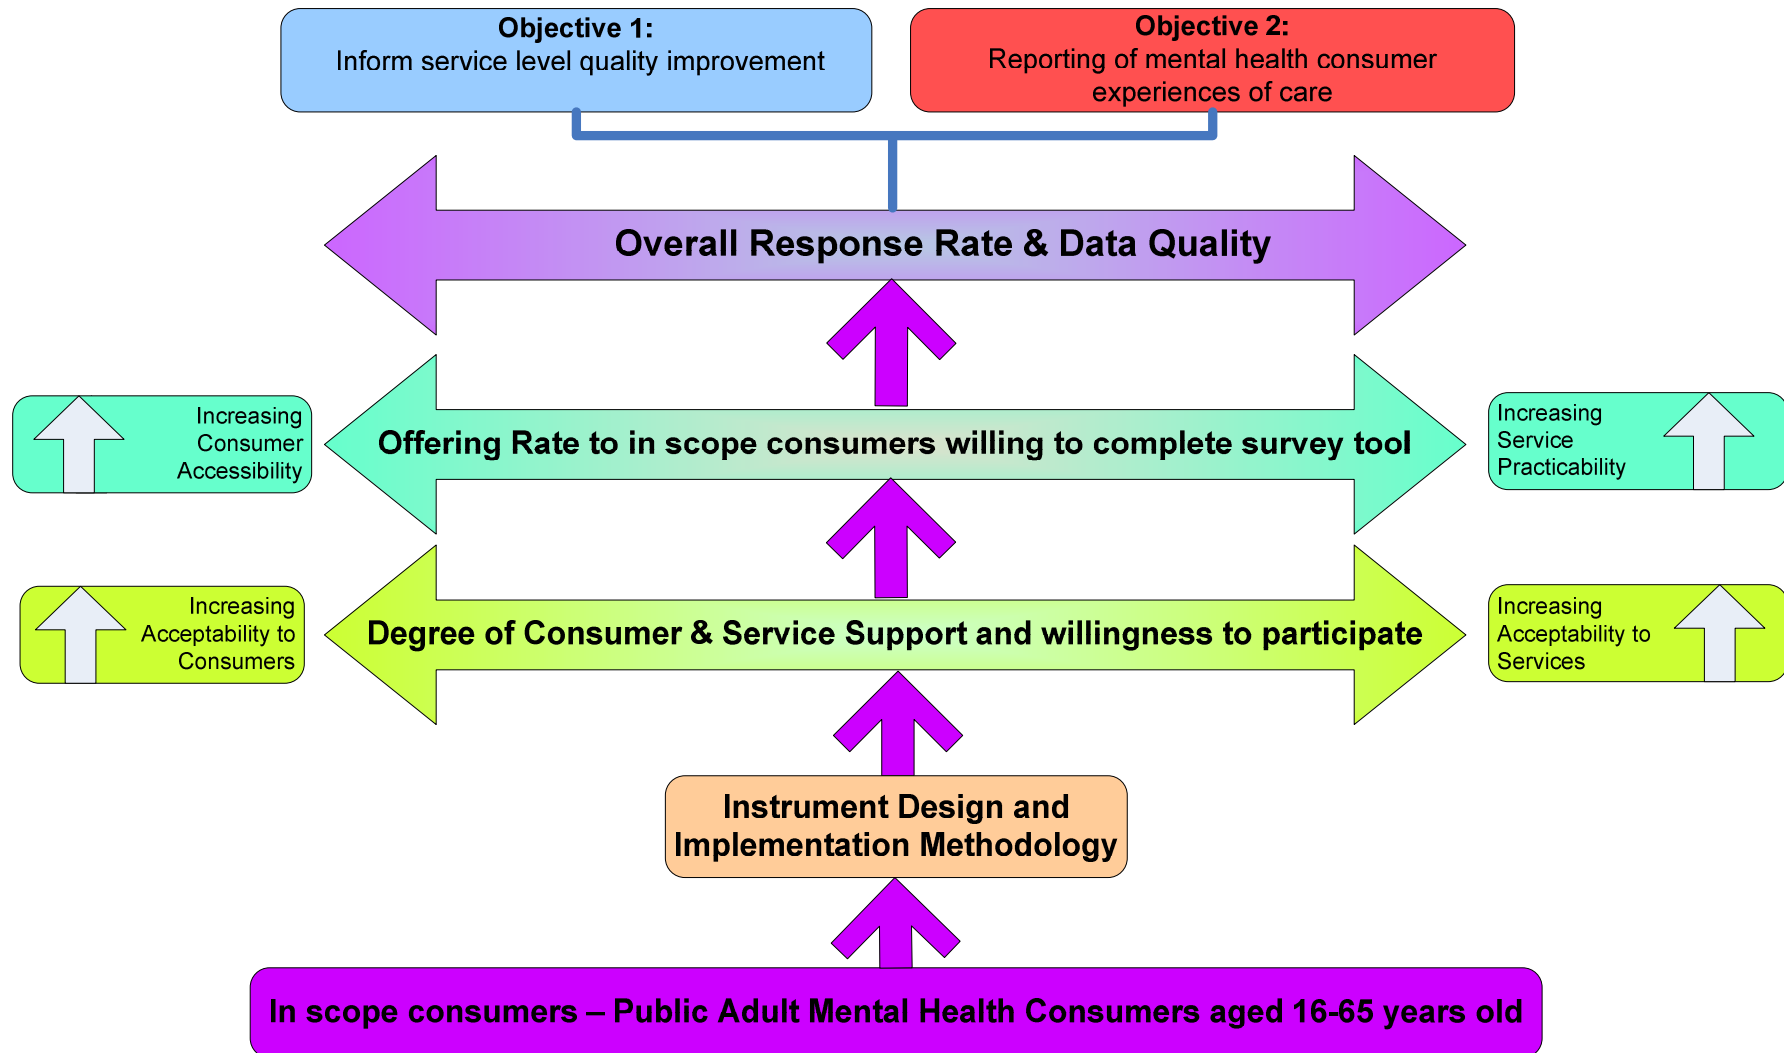 Objective 1:
Inform service level quality improvement
Objective 2:
Reporting of mental health consumer
experiences of care
Overall Response Rate & Data Quality
Increasing
Consumer
Accessibility
Offering Rate to in scope consumers willing to complete survey tool
Increasing
Service
Practicability
Increasing
Acceptability to
Consumers
Degree of Consumer & Service Support and willingness to participate
Increasing
Acceptability to
Services
Instrument Design and
Implementation Methodology
In scope consumers – Public Adult Mental Health Consumers aged 16-65 years old